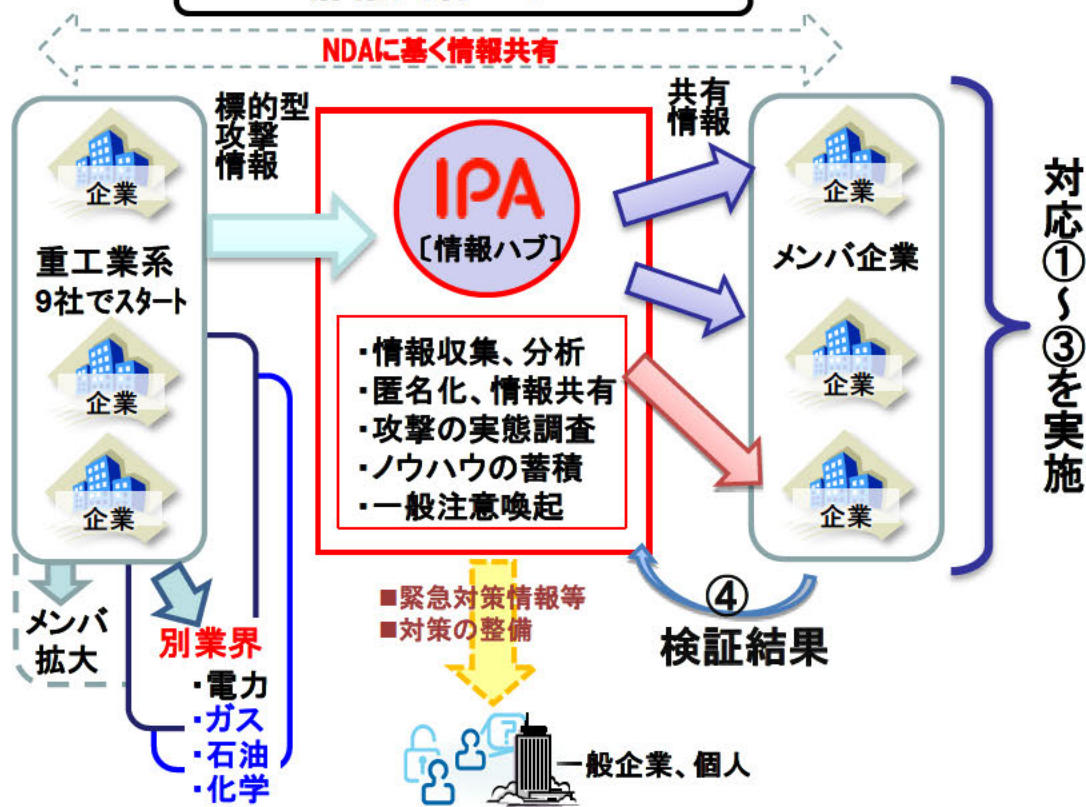 NDAに基く情報共有
標的型
攻撃
情報
共有
情報
企業
重工業系
9社でスタート
企業
企業
IPA
〔情報ハブ〕
・情報収集、分析
・匿名化、情報共有
・攻撃の実態調査
・ノウハウの蓄積
・一般注意喚起
企業
メンバ企業
企業
企業
対応①～③を実施
メンバ
拡大
別業界
・電力
・ガス
・石油
・化学
■緊急対策情報等
■対策の整備
④
検証結果
?
一般企業、個人